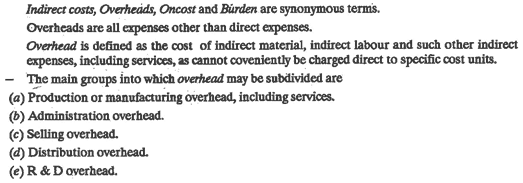 Indirect costs, Overheads, Oncost and Burden are synonymous terms.
Overheads are all expenses other than direct expenses.
Overhead is defined as the cost of indirect material, indirect labour and such other indirect
expenses, including services, as cannot coveniently be charged direct to specific cost units.
– The main groups into which overhead may be subdivided are
(a) Production or manufacturing overhead, including services.
(b) Administration overhead.
(c) Selling overhead.
(d) Distribution overhead.
(e) R & D overhead.